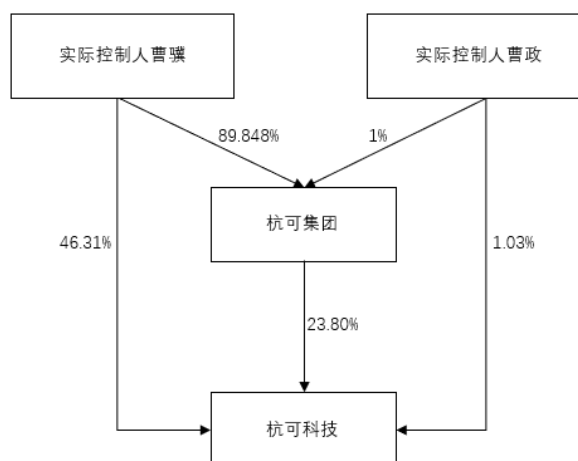 实际控制人曹骥
实际控制人曹政
89.848%
1%
杭可集团
46.31%
1.03%
23.80%
杭可科技